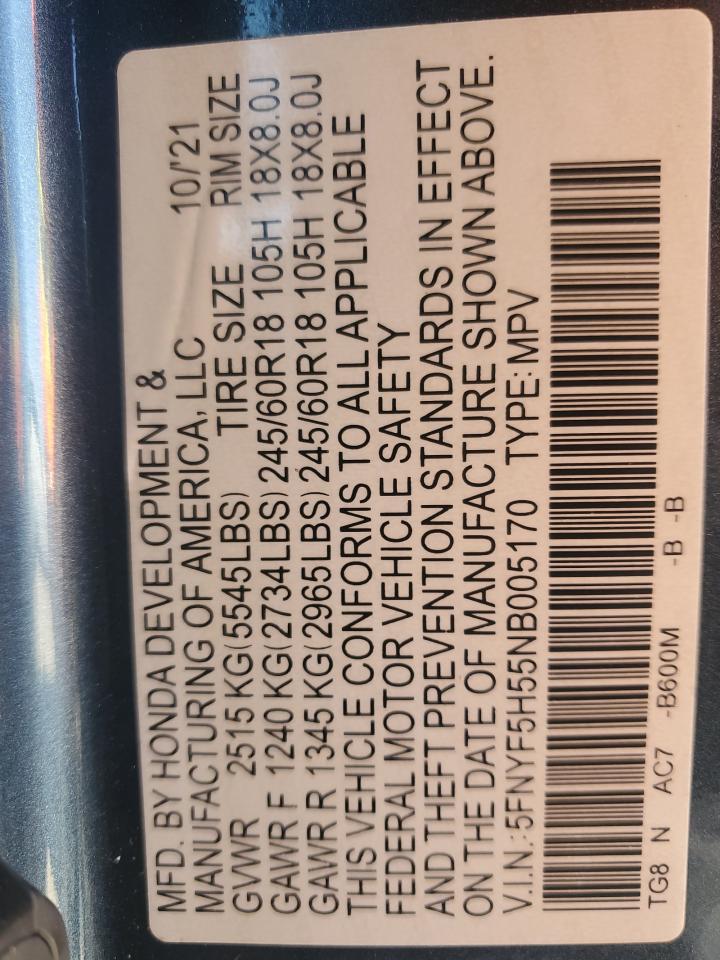 MFD. BY HONDA DEVELOPMENT &
MANUFACTURING OF AMERICA, LLC 10/'21
GVWR 2515 KG(5545LBS) TIRE SIZE RIM SIZE
GAWR F 1240 KG(2734LBS) 245/60R18 105H 18X8.0J
GAWR R 1345 KG(2965LBS) 245/60R18 105H 18X8.0J
THIS VEHICLE CONFORMS TO ALL APPLICABLE
FEDERAL MOTOR VEHICLE SAFETY
AND THEFT PREVENTION STANDARDS IN EFFECT
ON THE DATE OF MANUFACTURE SHOWN ABOVE.
V.I.N.: 5FNYF5H55NB005170 TYPE: MPV
TG8 N AC7 -B600M -B -B